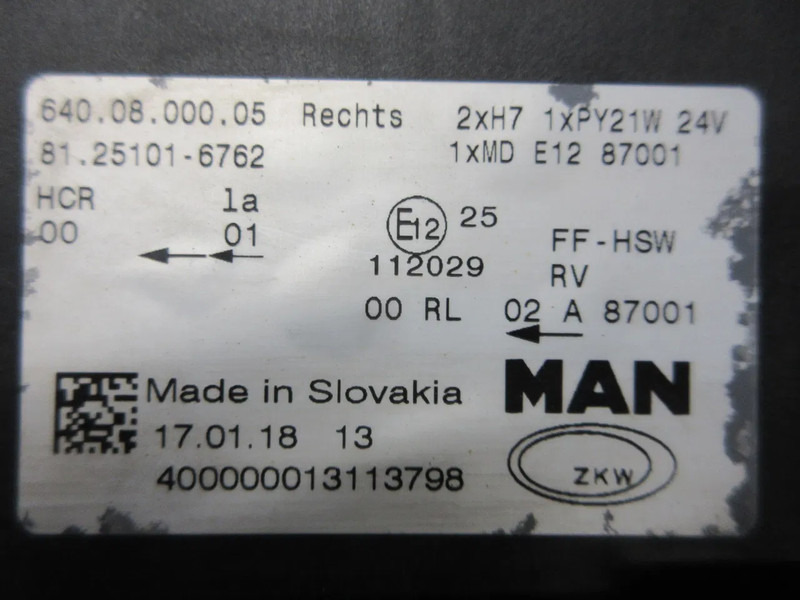 640.08.000.05 Rechts 2xH7 1xPY21W 24V
81.25101-6762 1xMD E12 87001
HCR 1a
00 01
E12 25
112029
FF-HSW
RV
00 RL 02 A 87001
Made in Slovakia
17.01.18 13
400000013113798
MAN
ZKW